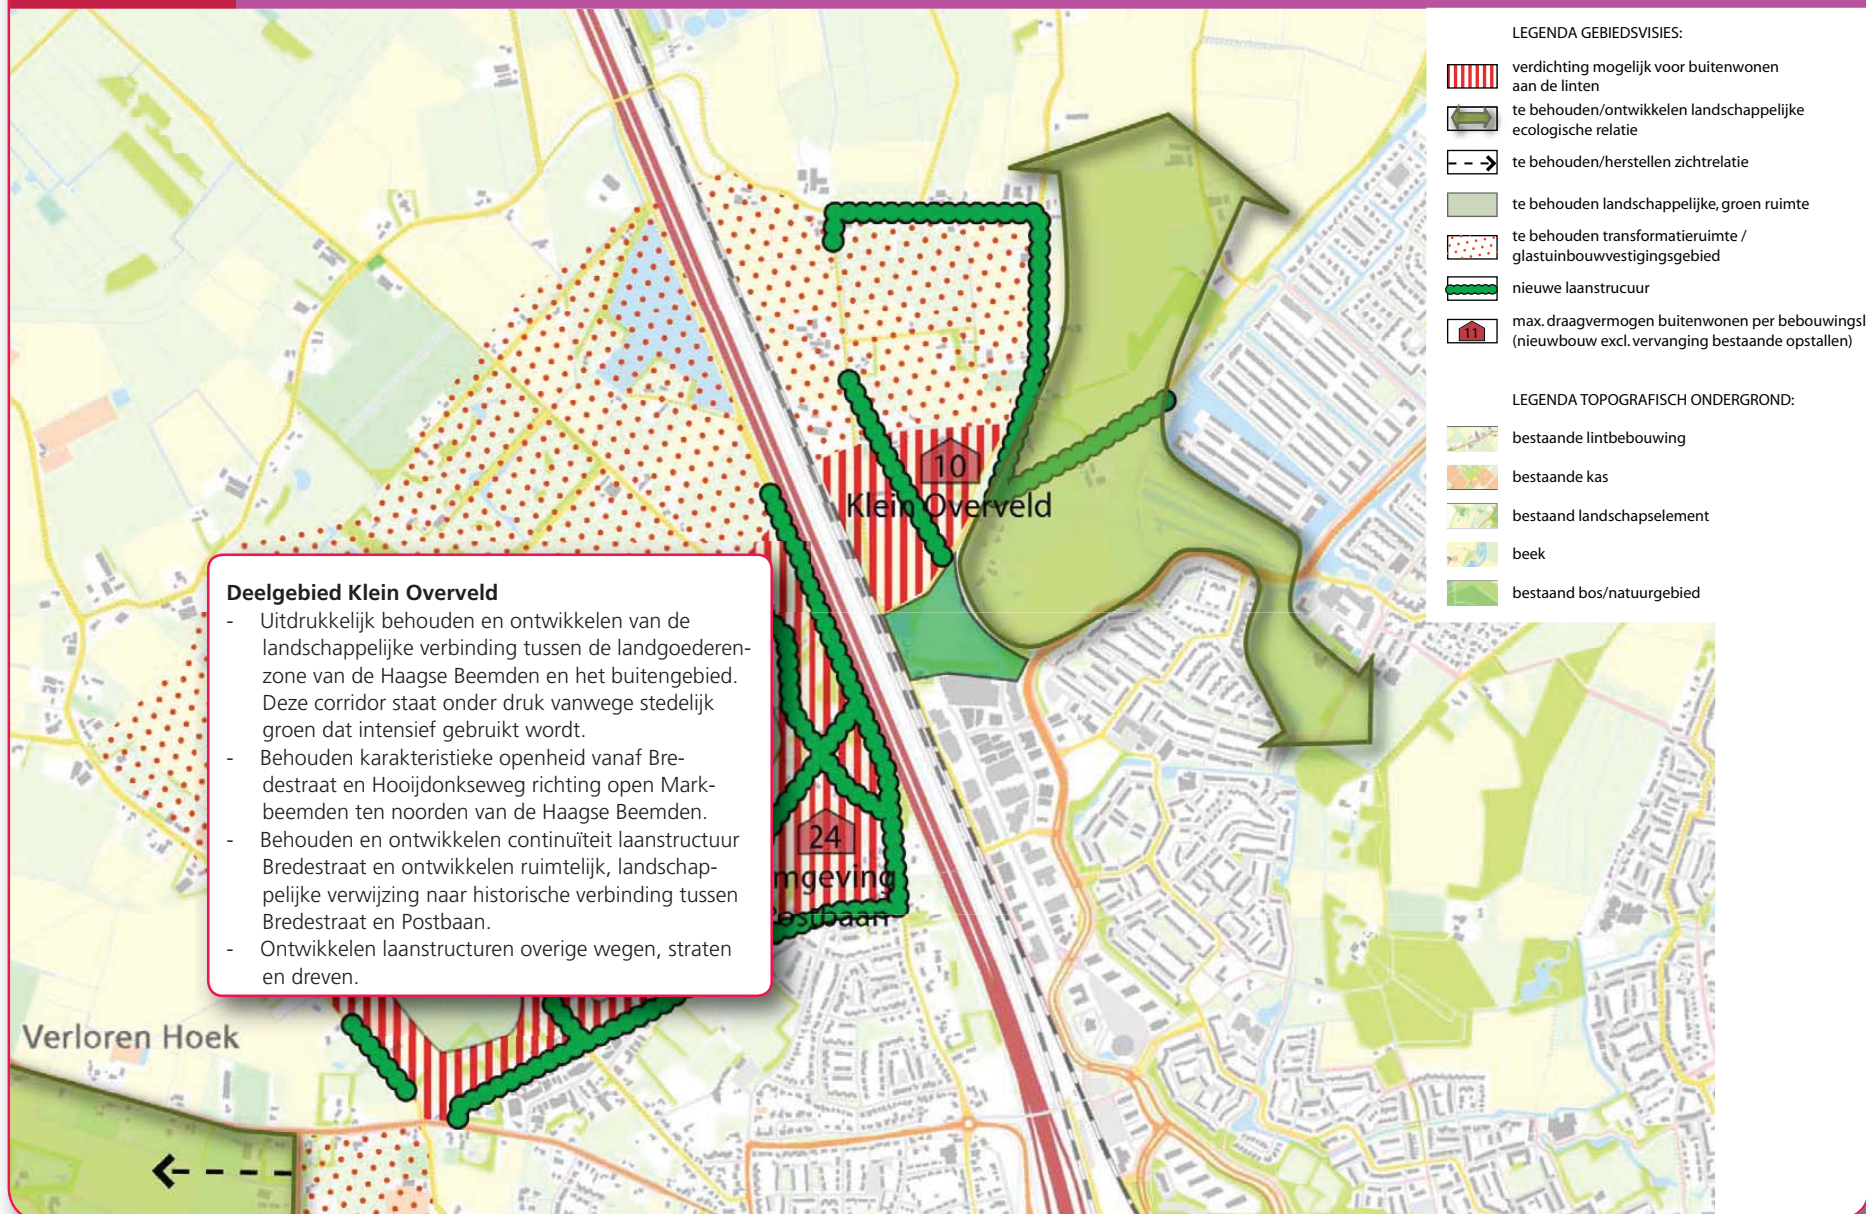 LEGENDA GEBIEDSVISIES:
verdichting mogelijk voor buitenwonen
aan de linten
te behouden/ontwikkelen landschappelijke
ecologische relatie
te behouden/herstellen zichtrelatie
te behouden landschappelijke, groen ruimte
te behouden transformatieruimte /
glastuinbouwvestigingsgebied
nieuwe laanstrucuur
11
max. draagvermogen buitenwonen per bebouwingsl
(nieuwbouw excl. vervanging bestaande opstallen)
LEGENDA TOPOGRAFISCH ONDERGROND:
bestaande lintbebouwing
bestaande kas
bestaand landschapselement
beek
bestaand bos/natuurgebied
10
Klein Overveld
Deelgebied Klein Overveld
- Uitdrukkelijk behouden en ontwikkelen van de
landschappelijke verbinding tussen de landgoederen-
zone van de Haagse Beemden en het buitengebied.
Deze corridor staat onder druk vanwege stedelijk
groen dat intensief gebruikt wordt.
- Behouden karakteristieke openheid vanaf Bre-
destraat en Hooijdonkseweg richting open Mark-
beemden ten noorden van de Haagse Beemden.
- Behouden en ontwikkelen continuïteit laanstructuur
Bredestraat en ontwikkelen ruimtelijk, landschap-
pelijke verwijzing naar historische verbinding tussen
Bredestraat en Postbaan.
- Ontwikkelen laanstructuren overige wegen, straten
en dreven.
24
mgeving
ostbaan
Verloren Hoek